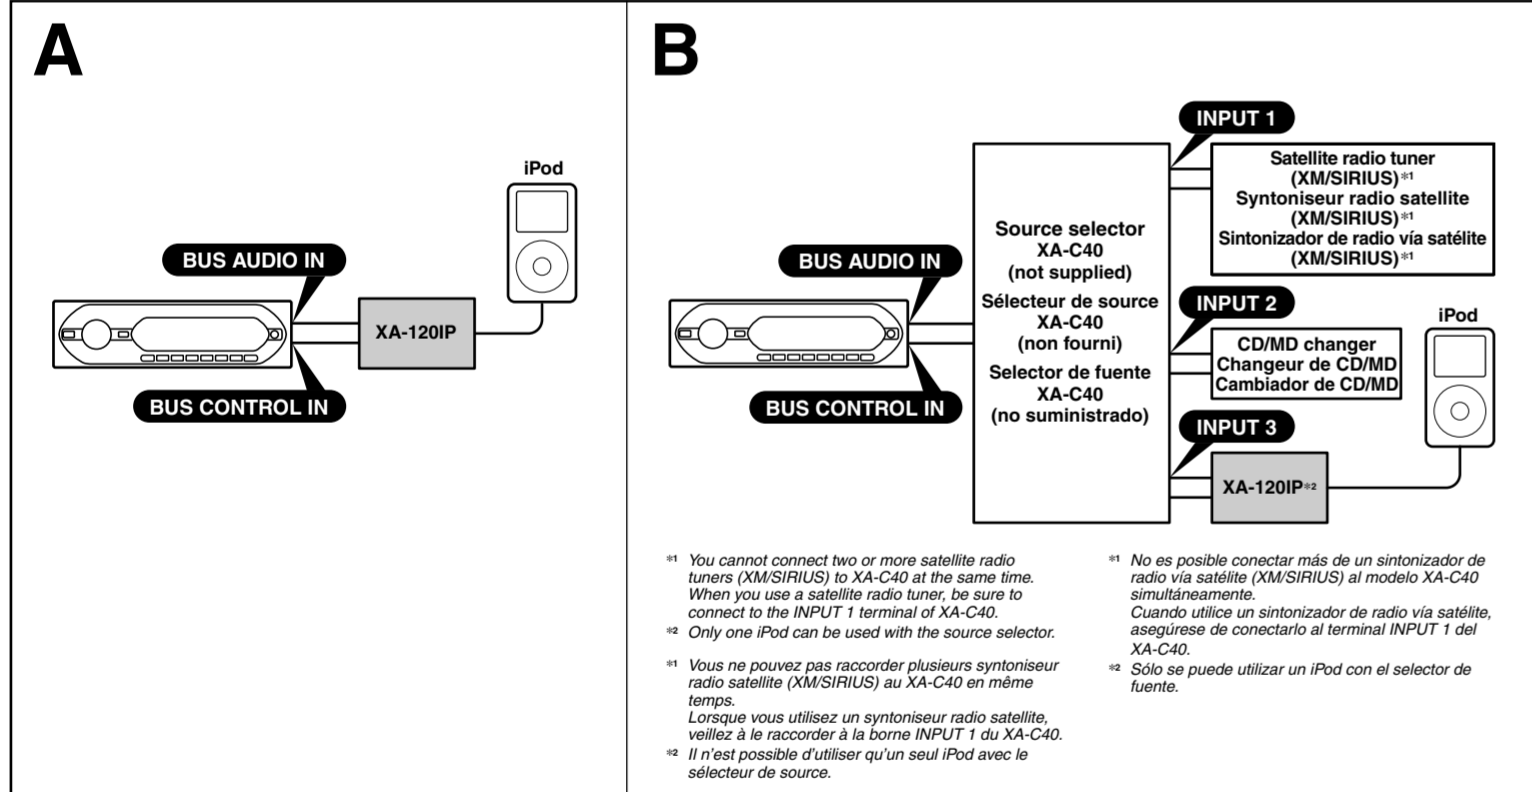 A
iPod
BUS AUDIO IN
XA-120IP
BUS CONTROL IN
B
INPUT 1
Satellite radio tuner
(XM/SIRIUS)*1
Syntoniseur radio satellite
(XM/SIRIUS)*1
Sintonizador de radio vía satélite
(XM/SIRIUS)*1
Source selector
XA-C40
(not supplied)
Sélecteur de source
XA-C40
(non fourni)
Selector de fuente
XA-C40
(no suministrado)
BUS AUDIO IN
BUS CONTROL IN
INPUT 2
CD/MD changer
Changeur de CD/MD
Cambiador de CD/MD
iPod
INPUT 3
XA-120IP*2
*1 You cannot connect two or more satellite radio
tuners (XM/SIRIUS) to XA-C40 at the same time.
When you use a satellite radio tuner, be sure to
connect to the INPUT 1 terminal of XA-C40.
*2 Only one iPod can be used with the source selector.
*1 Vous ne pouvez pas raccorder plusieurs syntoniseur
radio satellite (XM/SIRIUS) au XA-C40 en même
temps.
Lorsque vous utilisez un syntoniseur radio satellite,
veillez à le raccorder à la borne INPUT 1 du XA-C40.
*2 Il n'est possible d'utiliser qu'un seul iPod avec le
sélecteur de source.
*1 No es posible conectar más de un sintonizador de
radio vía satélite (XM/SIRIUS) al modelo XA-C40
simultáneamente.
Cuando utilice un sintonizador de radio vía satélite,
asegúrese de conectarlo al terminal INPUT 1 del
XA-C40.
*2 Sólo se puede utilizar un iPod con el selector de
fuente.